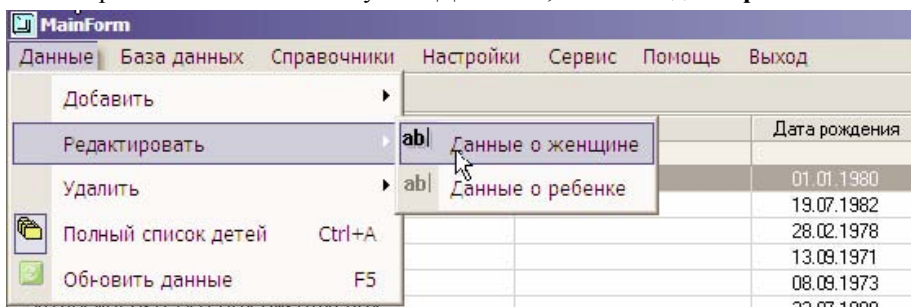 MainForm
Данные База данных Справочники Настройки Сервис Помощь Выход
Добавить
Редактировать
ab| Данные о женщине
Дата рождения
Удалить
ab| Данные о ребенке
01.01.1980
19.07.1982
Полный список детей Ctrl+A
28.02.1978
13.09.1971
Обновить данные F5
08.09.1973